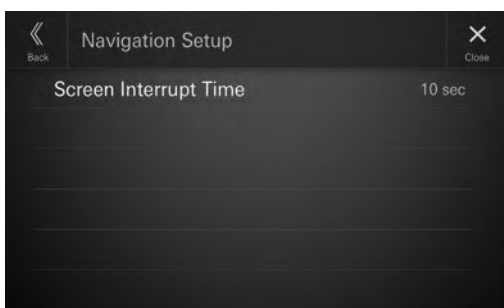 Back
Navigation Setup
Close
Screen Interrupt Time
10 sec